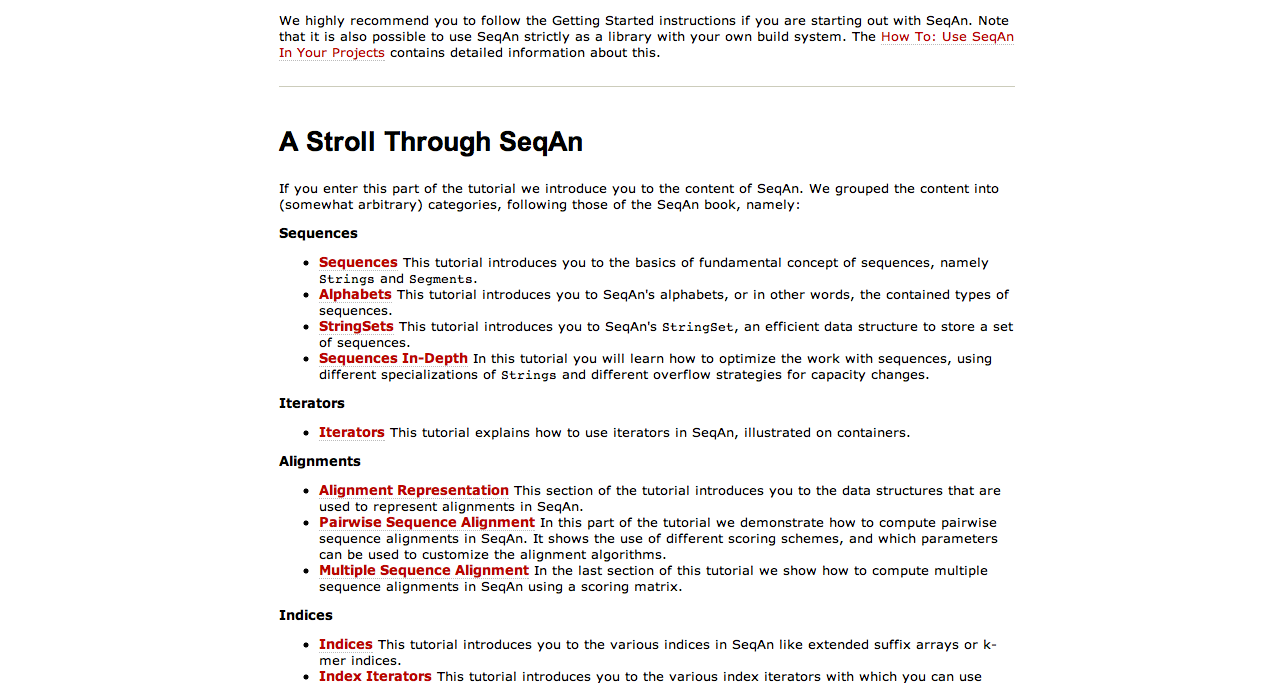 We highly recommend you to follow the Getting Started instructions if you are starting out with SeqAn. Note
that it is also possible to use SeqAn strictly as a library with your own build system. The How To: Use SeqAn
In Your Projects contains detailed information about this.
A Stroll Through SeqAn
If you enter this part of the tutorial we introduce you to the content of SeqAn. We grouped the content into
(somewhat arbitrary) categories, following those of the SeqAn book, namely:
Sequences
• Sequences This tutorial introduces you to the basics of fundamental concept of sequences, namely
Strings and Segments.
• Alphabets This tutorial introduces you to SeqAn's alphabets, or in other words, the contained types of
sequences.
• StringSets This tutorial introduces you to SeqAn's StringSet, an efficient data structure to store a set
of sequences.
• Sequences In-Depth In this tutorial you will learn how to optimize the work with sequences, using
different specializations of Strings and different overflow strategies for capacity changes.
Iterators
• Iterators This tutorial explains how to use iterators in SeqAn, illustrated on containers.
Alignments
• Alignment Representation This section of the tutorial introduces you to the data structures that are
used to represent alignments in SeqAn.
• Pairwise Sequence Alignment In this part of the tutorial we demonstrate how to compute pairwise
sequence alignments in SeqAn. It shows the use of different scoring schemes, and which parameters
can be used to customize the alignment algorithms.
• Multiple Sequence Alignment In the last section of this tutorial we show how to compute multiple
sequence alignments in SeqAn using a scoring matrix.
Indices
• Indices This tutorial introduces you to the various indices in SeqAn like extended suffix arrays or k-
mer indices.
• Index Iterators This tutorial introduces you to the various index iterators with which you can use